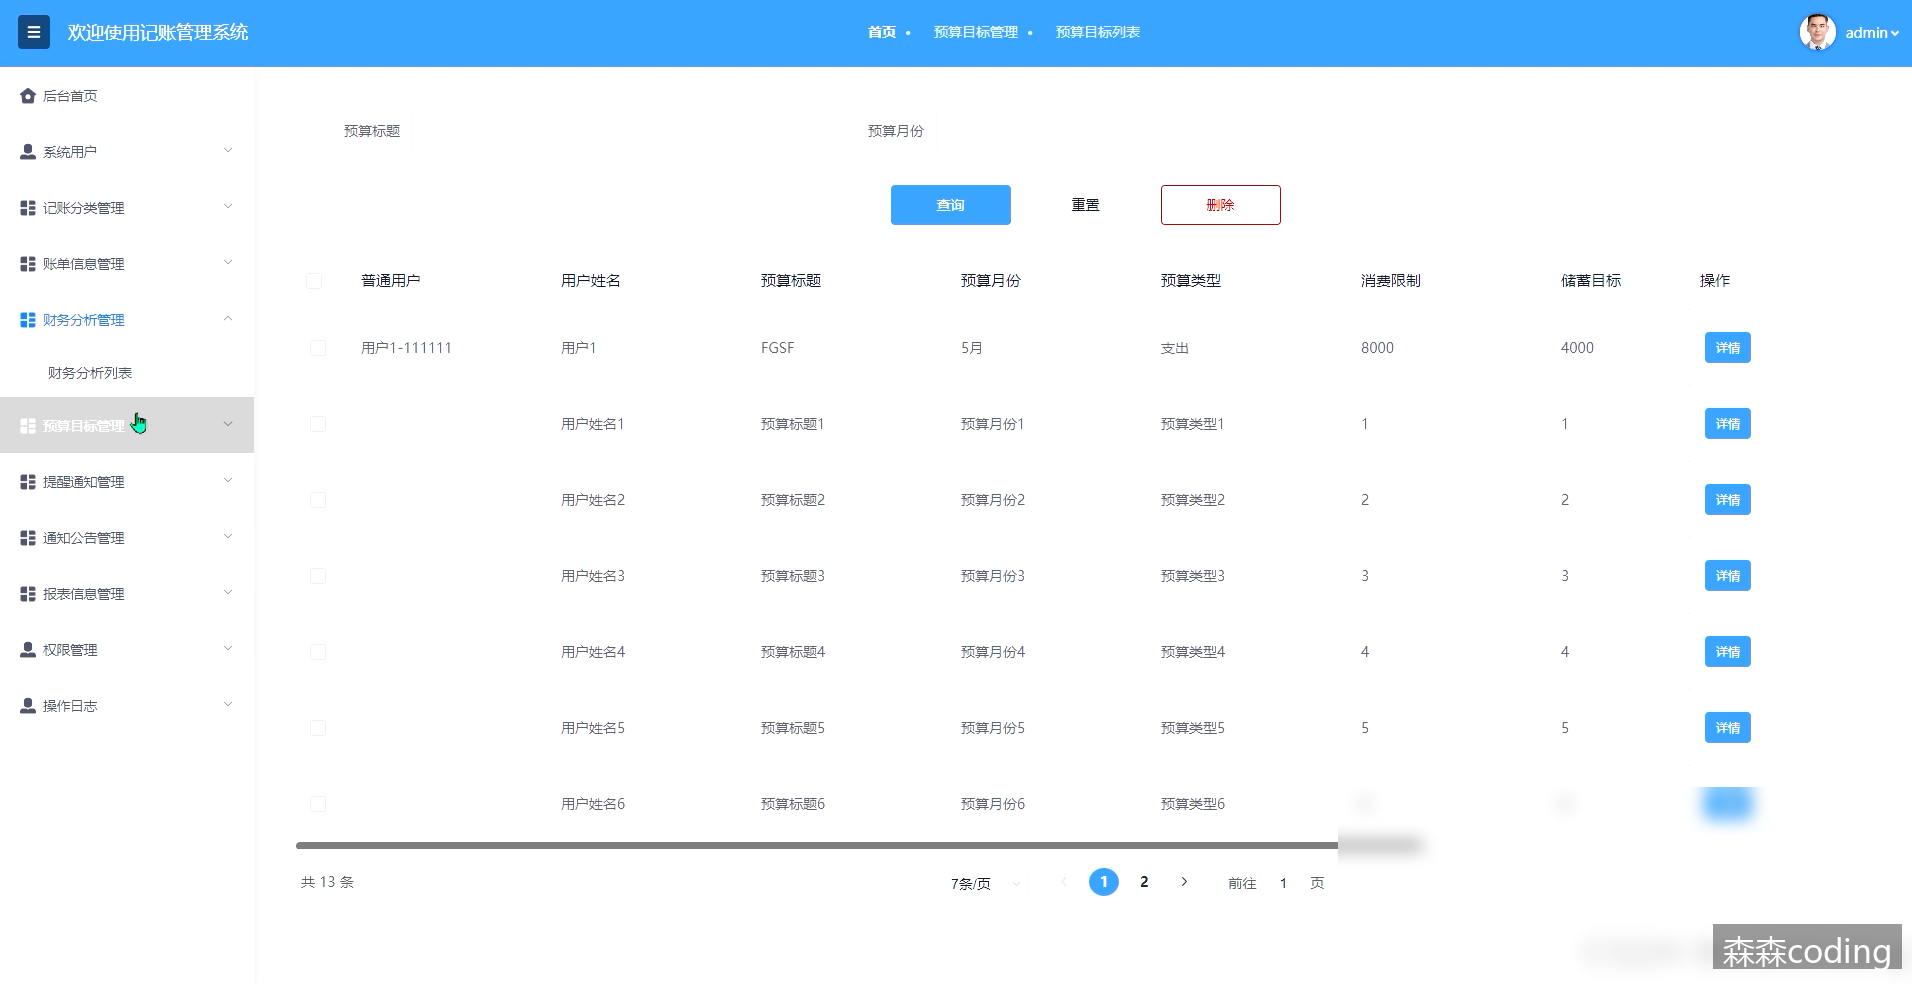 欢迎使用记账管理系统
首页 • 预算目标管理 • 预算目标列表
admin
后台首页
系统用户
记账分类管理
账单信息管理
财务分析管理
财务分析列表
预算目标管理
提醒通知管理
通知公告管理
报表信息管理
权限管理
操作日志
预算标题 预算月份
查询 重置 删除
普通用户 用户姓名 预算标题 预算月份 预算类型 消费限制 储蓄目标 操作
用户1-111111 用户1 FGSF 5月 支出 8000 4000 详情
用户姓名1 预算标题1 预算月份1 预算类型1 1 1 详情
用户姓名2 预算标题2 预算月份2 预算类型2 2 2 详情
用户姓名3 预算标题3 预算月份3 预算类型3 3 3 详情
用户姓名4 预算标题4 预算月份4 预算类型4 4 4 详情
用户姓名5 预算标题5 预算月份5 预算类型5 5 5 详情
用户姓名6 预算标题6 预算月份6 预算类型6
共 13 条 7条/页 1 2 前往 1 页
森森coding